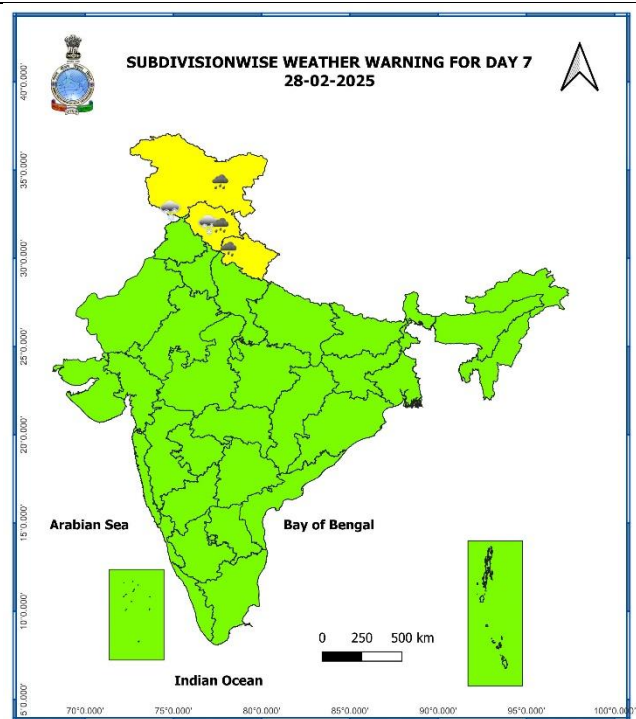 SUBDIVISIONWISE WEATHER WARNING FOR DAY 7
28-02-2025
40°0.000'
35°0.000'
30°0.000'
25°0.000'
20°0.000'
15°0.000'
10°0.000'
5°0.000'
Arabian Sea
Bay of Bengal
0 250 500 km
Indian Ocean
70°0.000' 75°0.000' 80°0.000' 85°0.000' 90°0.000' 95°0.000' 100°0.000'